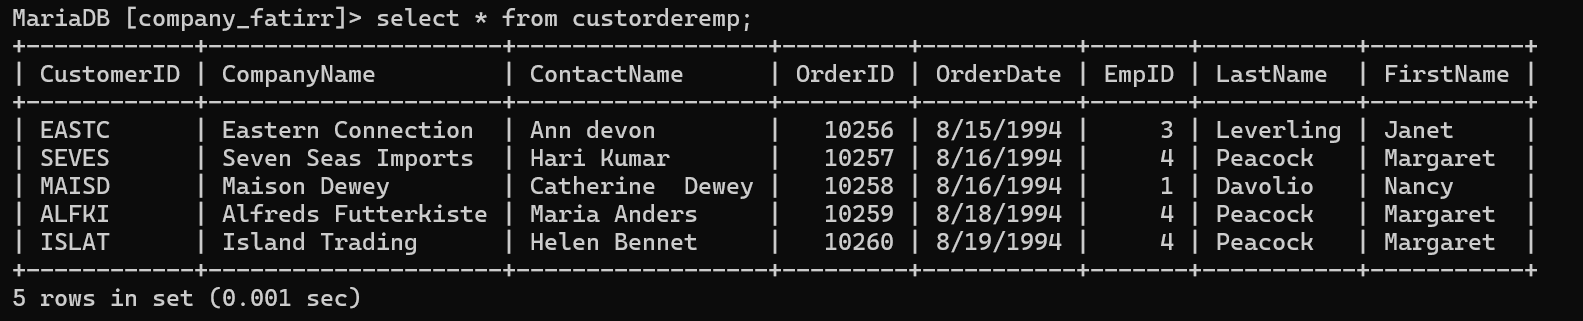 MariaDB [company_fatirr]> select * from custorderemp;
+------------+---------------------+------------------+---------+-----------+-------+-----------+-----------+
| CustomerID | CompanyName         | ContactName      | OrderID | OrderDate | EmpID | LastName  | FirstName |
+------------+---------------------+------------------+---------+-----------+-------+-----------+-----------+
| EASTC      | Eastern Connection  | Ann devon        |   10256 | 8/15/1994 |     3 | Leverling | Janet     |
| SEVES      | Seven Seas Imports  | Hari Kumar       |   10257 | 8/16/1994 |     4 | Peacock   | Margaret  |
| MAISD      | Maison Dewey        | Catherine  Dewey |   10258 | 8/16/1994 |     1 | Davolio   | Nancy     |
| ALFKI      | Alfreds Futterkiste | Maria Anders     |   10259 | 8/18/1994 |     4 | Peacock   | Margaret  |
| ISLAT      | Island Trading      | Helen Bennet     |   10260 | 8/19/1994 |     4 | Peacock   | Margaret  |
+------------+---------------------+------------------+---------+-----------+-------+-----------+-----------+
5 rows in set (0.001 sec)